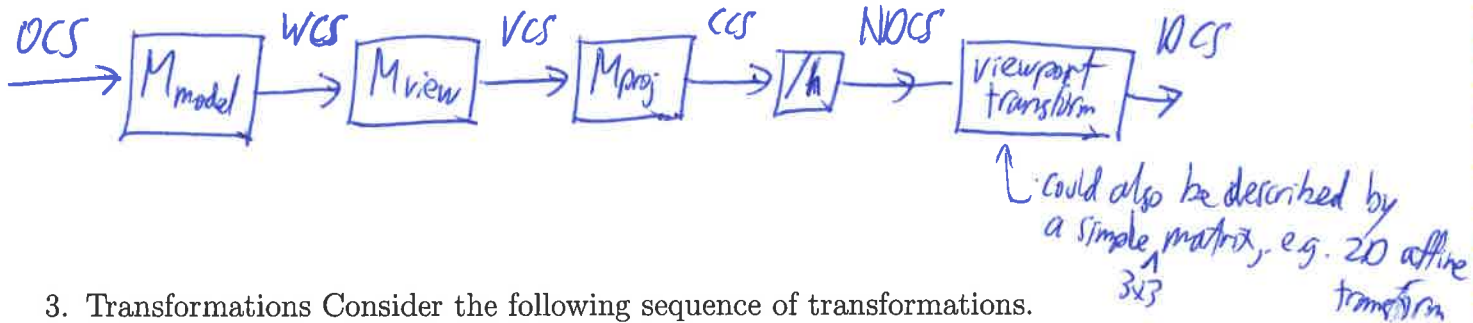 OCS WCS VCS CCS NDCS DCS
Mmodel Mview Mproj /h viewport
transform
could also be described by
a simple matrix, e.g. 2D affine
3x3 transform
3. Transformations Consider the following sequence of transformations.